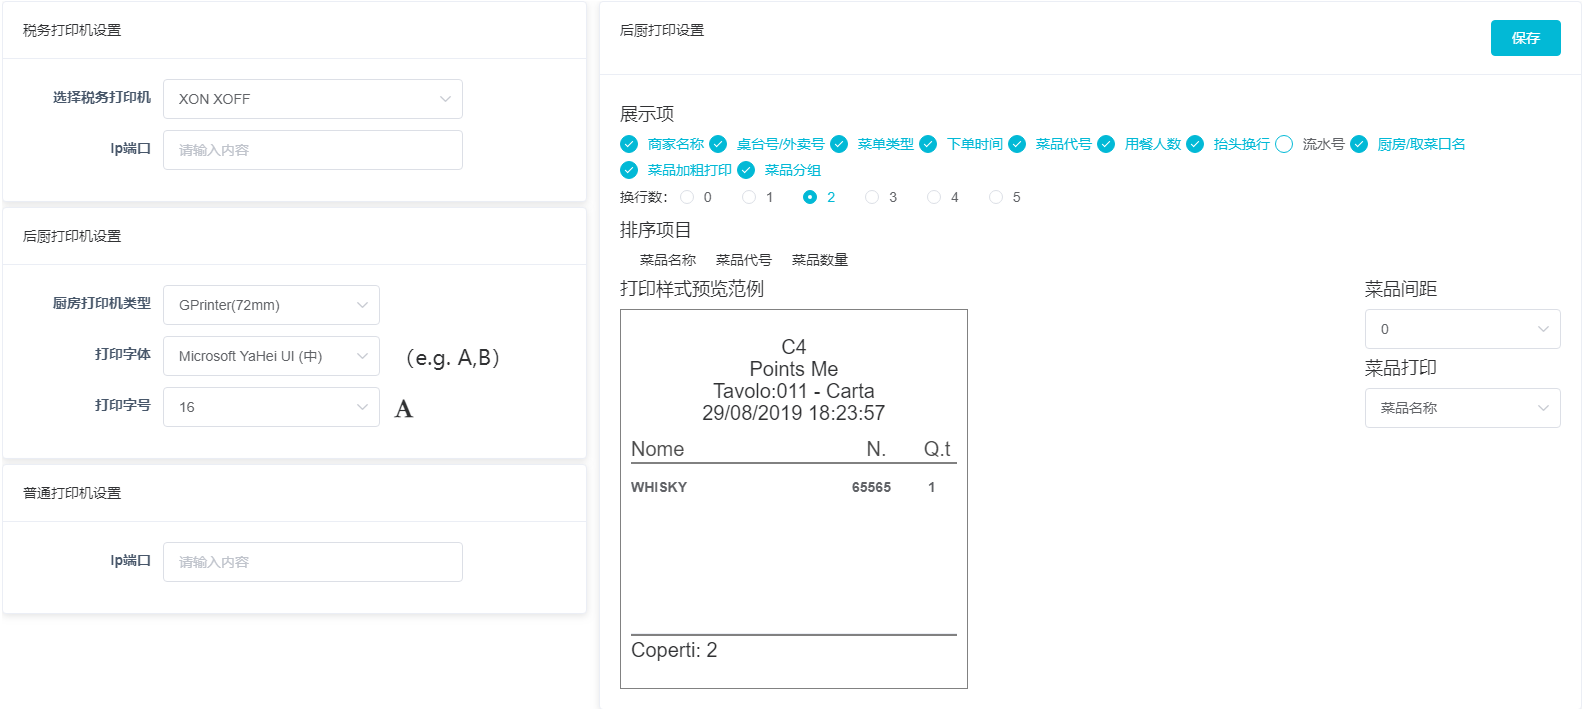 税务打印机设置
选择税务打印机 XON XOFF
Ip端口 请输入内容
后厨打印机设置
厨房打印机类型 GPrinter(72mm)
打印字体 Microsoft YaHei UI (中) （e.g. A,B）
打印字号 16 A
普通打印机设置
Ip端口 请输入内容
后厨打印设置 保存
展示项
商家名称 桌台号/外卖号 菜单类型 下单时间 菜品代号 用餐人数 抬头换行 流水号 厨房/取菜口名
菜品加粗打印 菜品分组
换行数: 0 1 2 3 4 5
排序项目
菜品名称 菜品代号 菜品数量
打印样式预览范例
C4
Points Me
Tavolo:011 - Carta
29/08/2019 18:23:57
Nome N. Q.t
WHISKY 65565 1
Coperti: 2
菜品间距
0
菜品打印
菜品名称